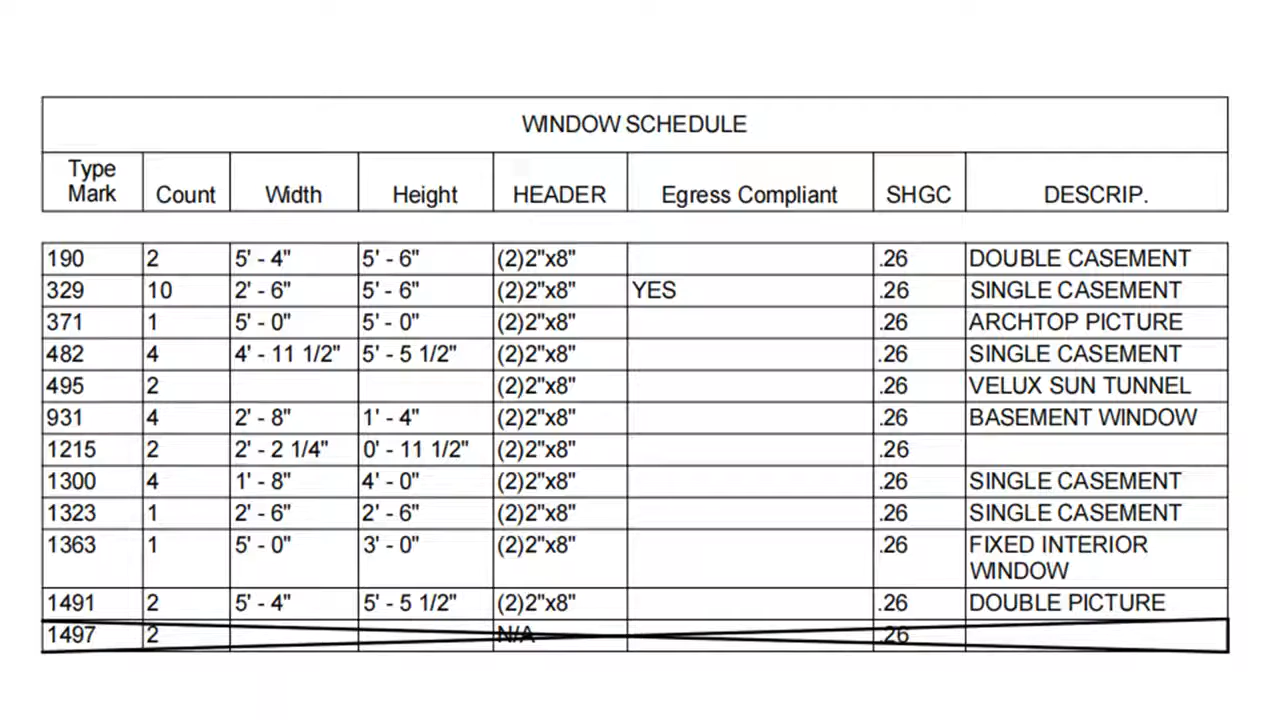 WINDOW SCHEDULE
Type Mark Count Width Height HEADER Egress Compliant SHGC DESCRIP.
190 2 5' - 4" 5' - 6" (2)2"x8" .26 DOUBLE CASEMENT
329 10 2' - 6" 5' - 6" (2)2"x8" YES .26 SINGLE CASEMENT
371 1 5' - 0" 5' - 0" (2)2"x8" .26 ARCHTOP PICTURE
482 4 4' - 11 1/2" 5' - 5 1/2" (2)2"x8" .26 SINGLE CASEMENT
495 2 (2)2"x8" .26 VELUX SUN TUNNEL
931 4 2' - 8" 1' - 4" (2)2"x8" .26 BASEMENT WINDOW
1215 2 2' - 2 1/4" 0' - 11 1/2" (2)2"x8" .26
1300 4 1' - 8" 4' - 0" (2)2"x8" .26 SINGLE CASEMENT
1323 1 2' - 6" 2' - 6" (2)2"x8" .26 SINGLE CASEMENT
1363 1 5' - 0" 3' - 0" (2)2"x8" .26 FIXED INTERIOR
WINDOW
1491 2 5' - 4" 5' - 5 1/2" (2)2"x8" .26 DOUBLE PICTURE
1497 2 N/A .26